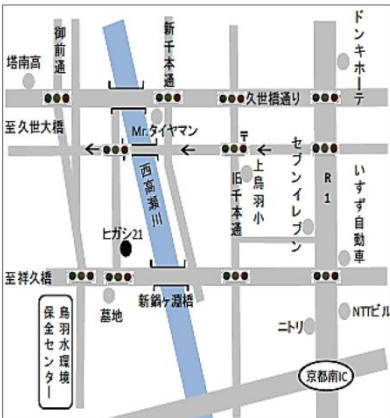 御前通
新千本通
ドンキホーテ
塔南高
久世橋通り
至久世大橋
Mr.タイヤマン
〒
西高瀬川
旧千本通
上鳥羽小
セブンイレブン
R1
いすず自動車
ヒガシ21
至祥久橋
新鍋ヶ淵橋
墓地
鳥羽水環境
保全センター
ニトリ
NTTビル
京都南IC